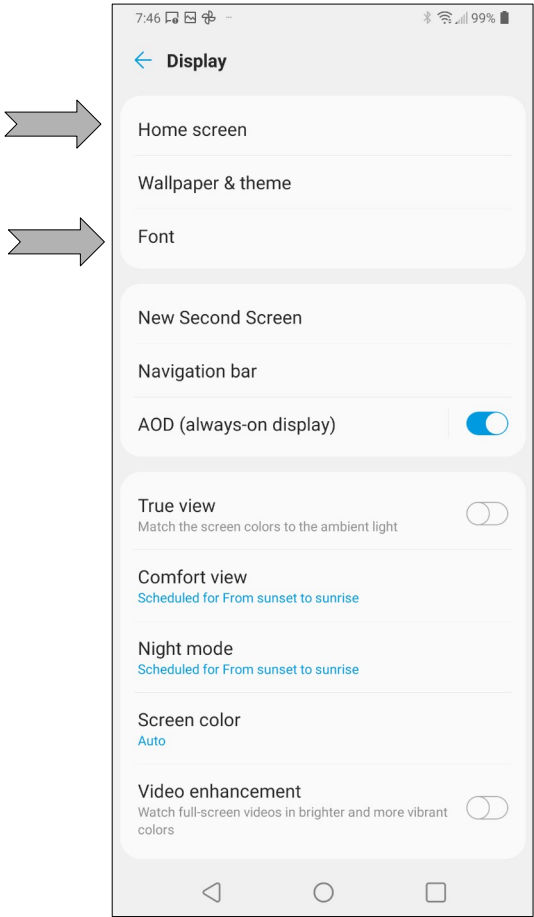 7:46
99%
Display
Home screen
Wallpaper & theme
Font
New Second Screen
Navigation bar
AOD (always-on display)
True view
Match the screen colors to the ambient light
Comfort view
Scheduled for From sunset to sunrise
Night mode
Scheduled for From sunset to sunrise
Screen color
Auto
Video enhancement
Watch full-screen videos in brighter and more vibrant
colors